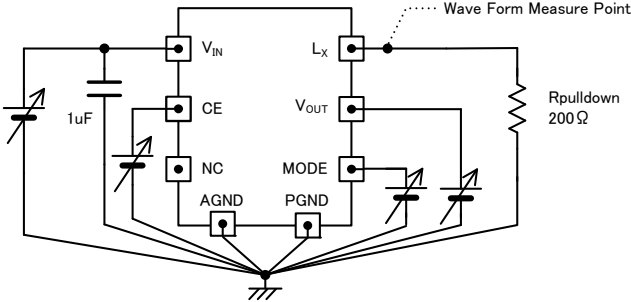 Wave Form Measure Point
VIN
LX
1uF
CE
VOUT
Rpulldown
200Ω
NC
MODE
AGND
PGND